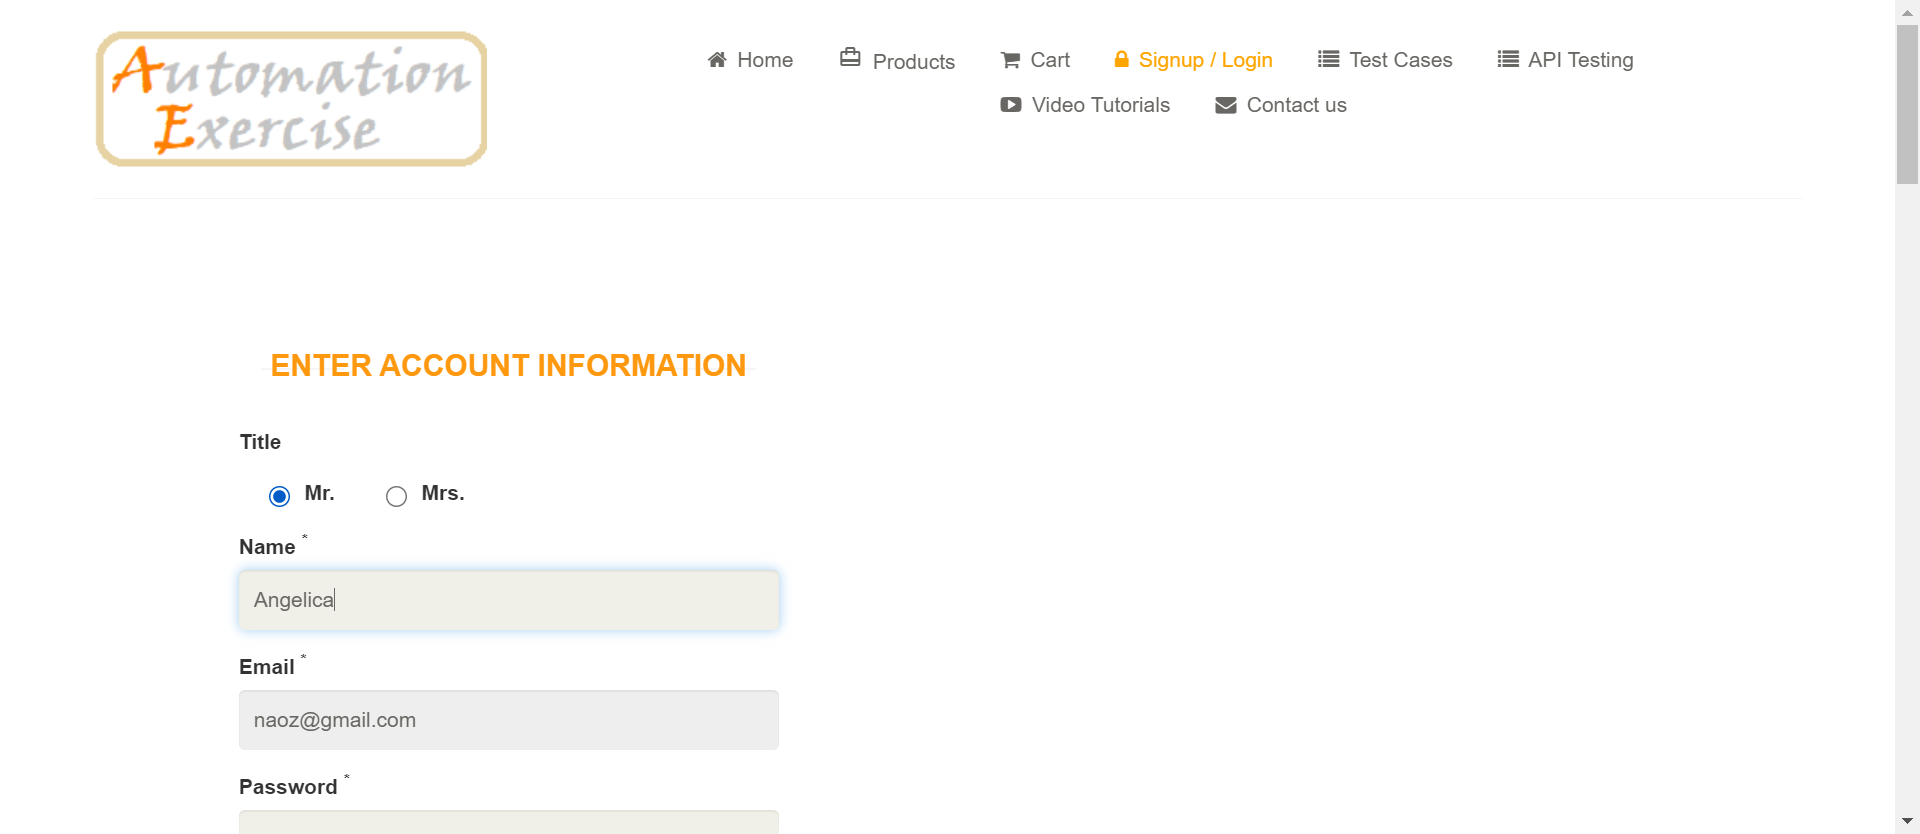 Automation
Exercise
Home Products Cart Signup / Login Test Cases API Testing
Video Tutorials Contact us
ENTER ACCOUNT INFORMATION
Title
Mr. Mrs.
Name *
Angelica
Email *
naoz@gmail.com
Password *